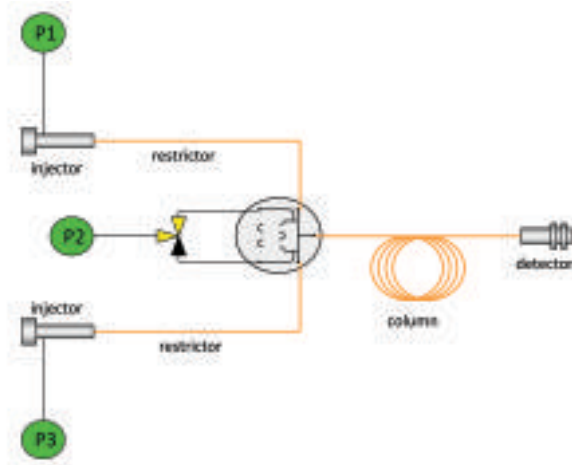 P1
injector
restrictor
P2
detector
injector
column
restrictor
P3